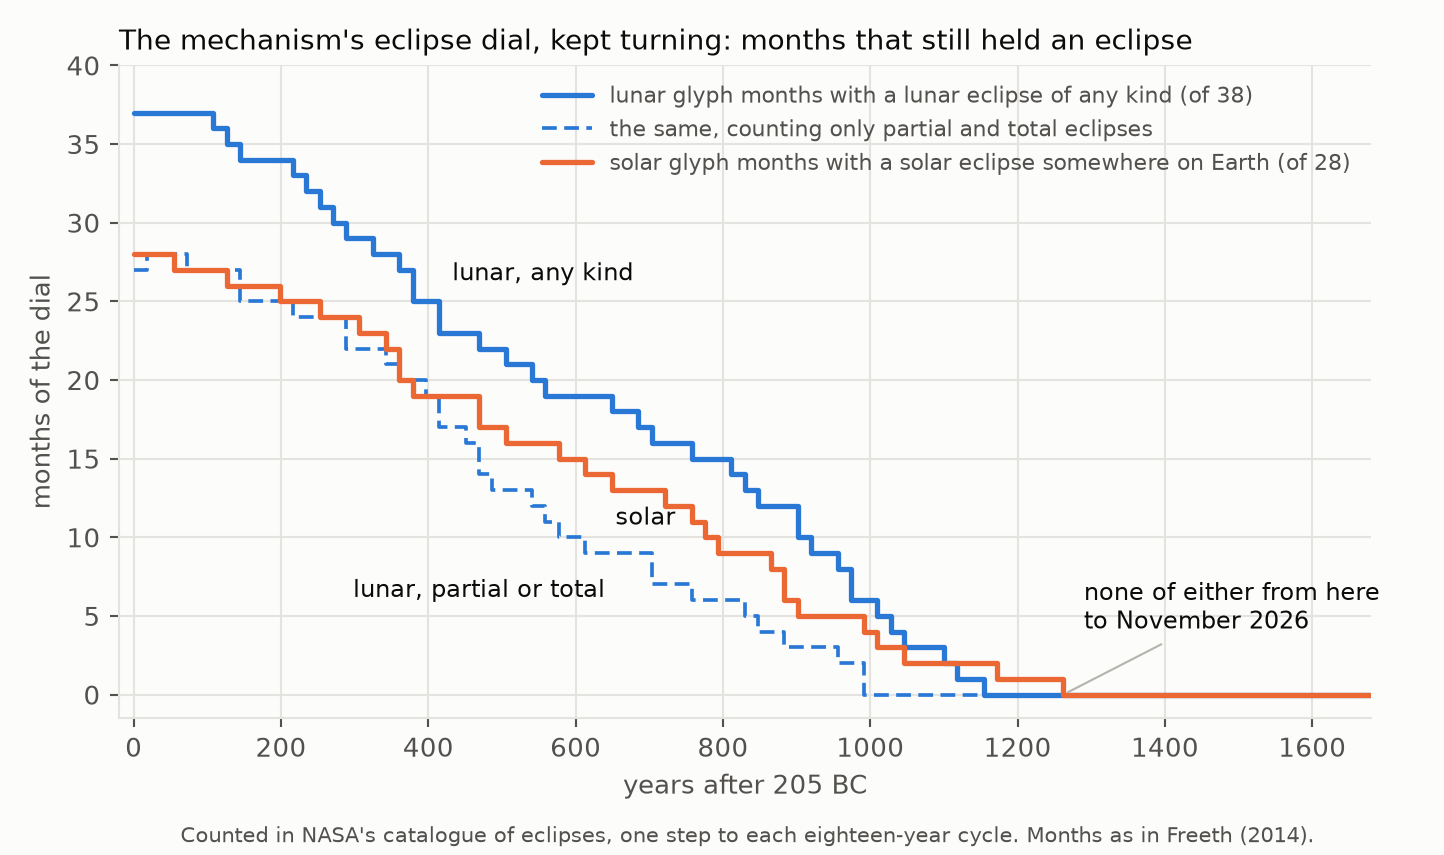 The mechanism's eclipse dial, kept turning: months that still held an eclipse
lunar glyph months with a lunar eclipse of any kind (of 38)
the same, counting only partial and total eclipses
solar glyph months with a solar eclipse somewhere on Earth (of 28)
months of the dial
40
35
30
25
20
15
10
5
0
lunar, any kind
solar
lunar, partial or total
none of either from here
to November 2026
0
200
400
600
800
1000
1200
1400
1600
years after 205 BC
Counted in NASA's catalogue of eclipses, one step to each eighteen-year cycle. Months as in Freeth (2014).